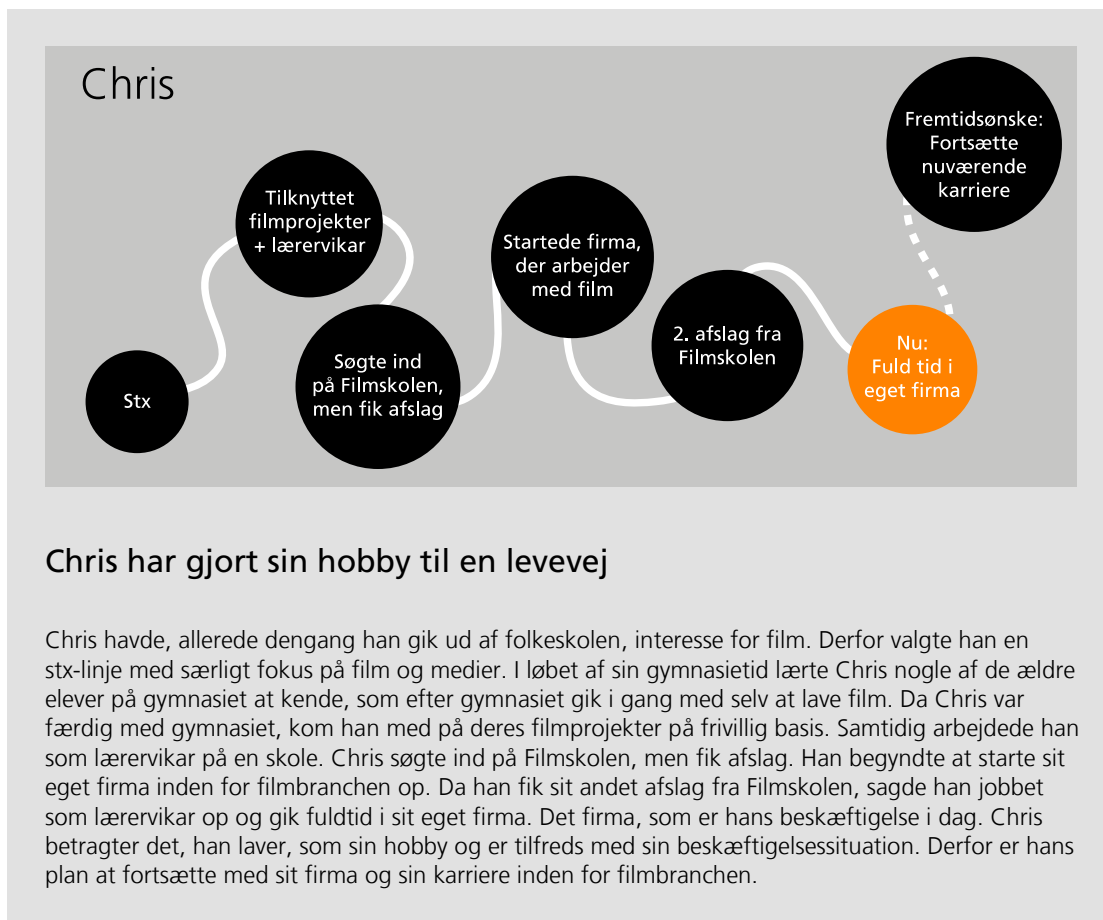 Chris
Stx
Tilknyttet
filmprojekter
+ lærervikar
Søgte ind
på Filmskolen,
men fik afslag
Startede firma,
der arbejder
med film
2. afslag fra
Filmskolen
Nu:
Fuld tid i
eget firma
Fremtidsønske:
Fortsætte
nuværende
karriere
Chris har gjort sin hobby til en levevej
Chris havde, allerede dengang han gik ud af folkeskolen, interesse for film. Derfor valgte han en
stx-linje med særligt fokus på film og medier. I løbet af sin gymnasietid lærte Chris nogle af de ældre
elever på gymnasiet at kende, som efter gymnasiet gik i gang med selv at lave film. Da Chris var
færdig med gymnasiet, kom han med på deres filmprojekter på frivillig basis. Samtidig arbejdede han
som lærervikar på en skole. Chris søgte ind på Filmskolen, men fik afslag. Han begyndte at starte sit
eget firma inden for filmbranchen op. Da han fik sit andet afslag fra Filmskolen, sagde han jobbet
som lærervikar op og gik fuldtid i sit eget firma. Det firma, som er hans beskæftigelse i dag. Chris
betragter det, han laver, som sin hobby og er tilfreds med sin beskæftigelsessituation. Derfor er hans
plan at fortsætte med sit firma og sin karriere inden for filmbranchen.